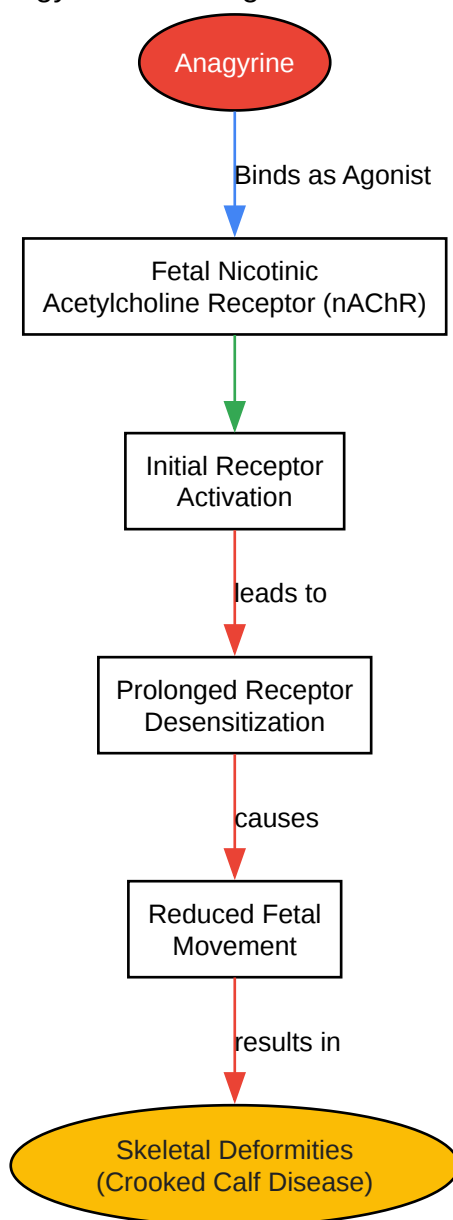 Anagyrine
Binds as Agonist
Fetal Nicotinic
Acetylcholine Receptor (nAChR)
Initial Receptor
Activation
leads to
Prolonged Receptor
Desensitization
causes
Reduced Fetal
Movement
results in
Skeletal Deformities
(Crooked Calf Disease)